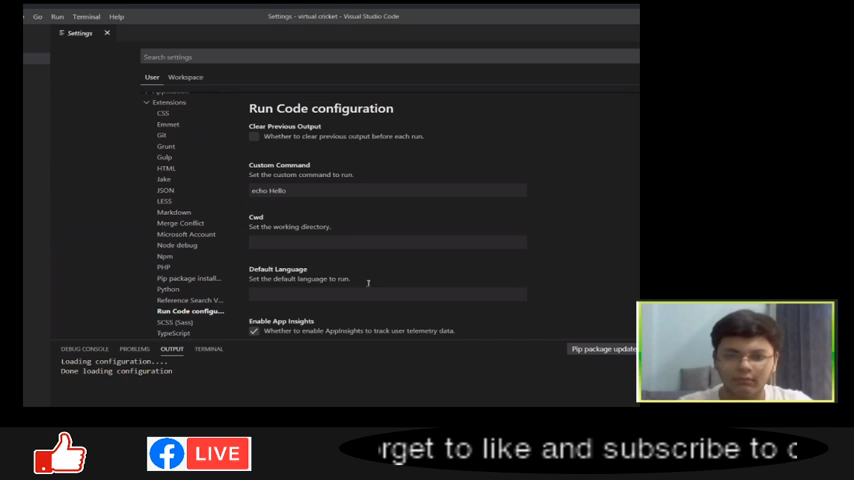 Go Run Terminal Help
Settings - virtual cricket - Visual Studio Code
Settings
Search settings
User Workspace
Extensions
CSS
Emmet
Git
Grunt
Gulp
HTML
Jake
JSON
LESS
Markdown
Merge Conflict
Microsoft Account
Node debug
Npm
PHP
Pip package install...
Python
Reference Search V...
Run Code configu...
SCSS (Sass)
TypeScript
Run Code configuration
Clear Previous Output
Whether to clear previous output before each run.
Custom Command
Set the custom command to run.
echo Hello
Cwd
Set the working directory.
Default Language
Set the default language to run.
Enable App Insights
Whether to enable AppInsights to track user telemetry data.
DEBUG CONSOLE PROBLEMS OUTPUT TERMINAL
Pip package update
Loading configuration....
Done loading configuration
LIVE
rget to like and subscribe to